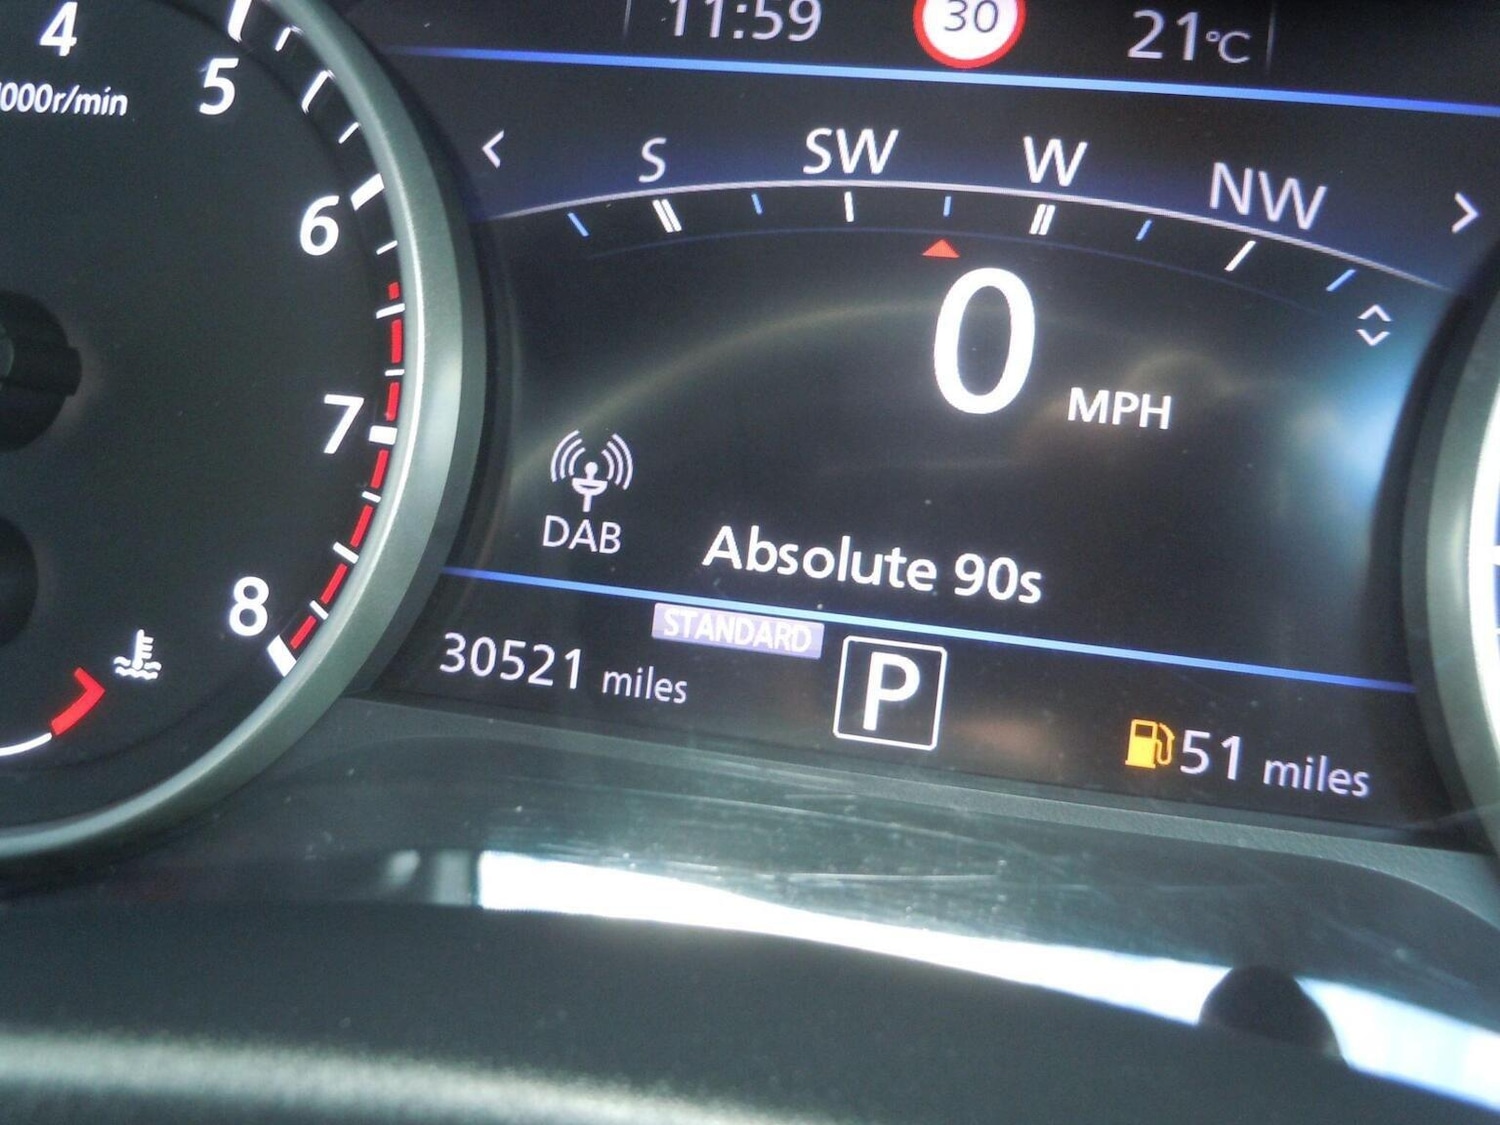 11:59 30 21°C
4
5
000r/min
6
7
8
< S SW W NW >
0 MPH
DAB
Absolute 90s
STANDARD
30521 miles
P
51 miles